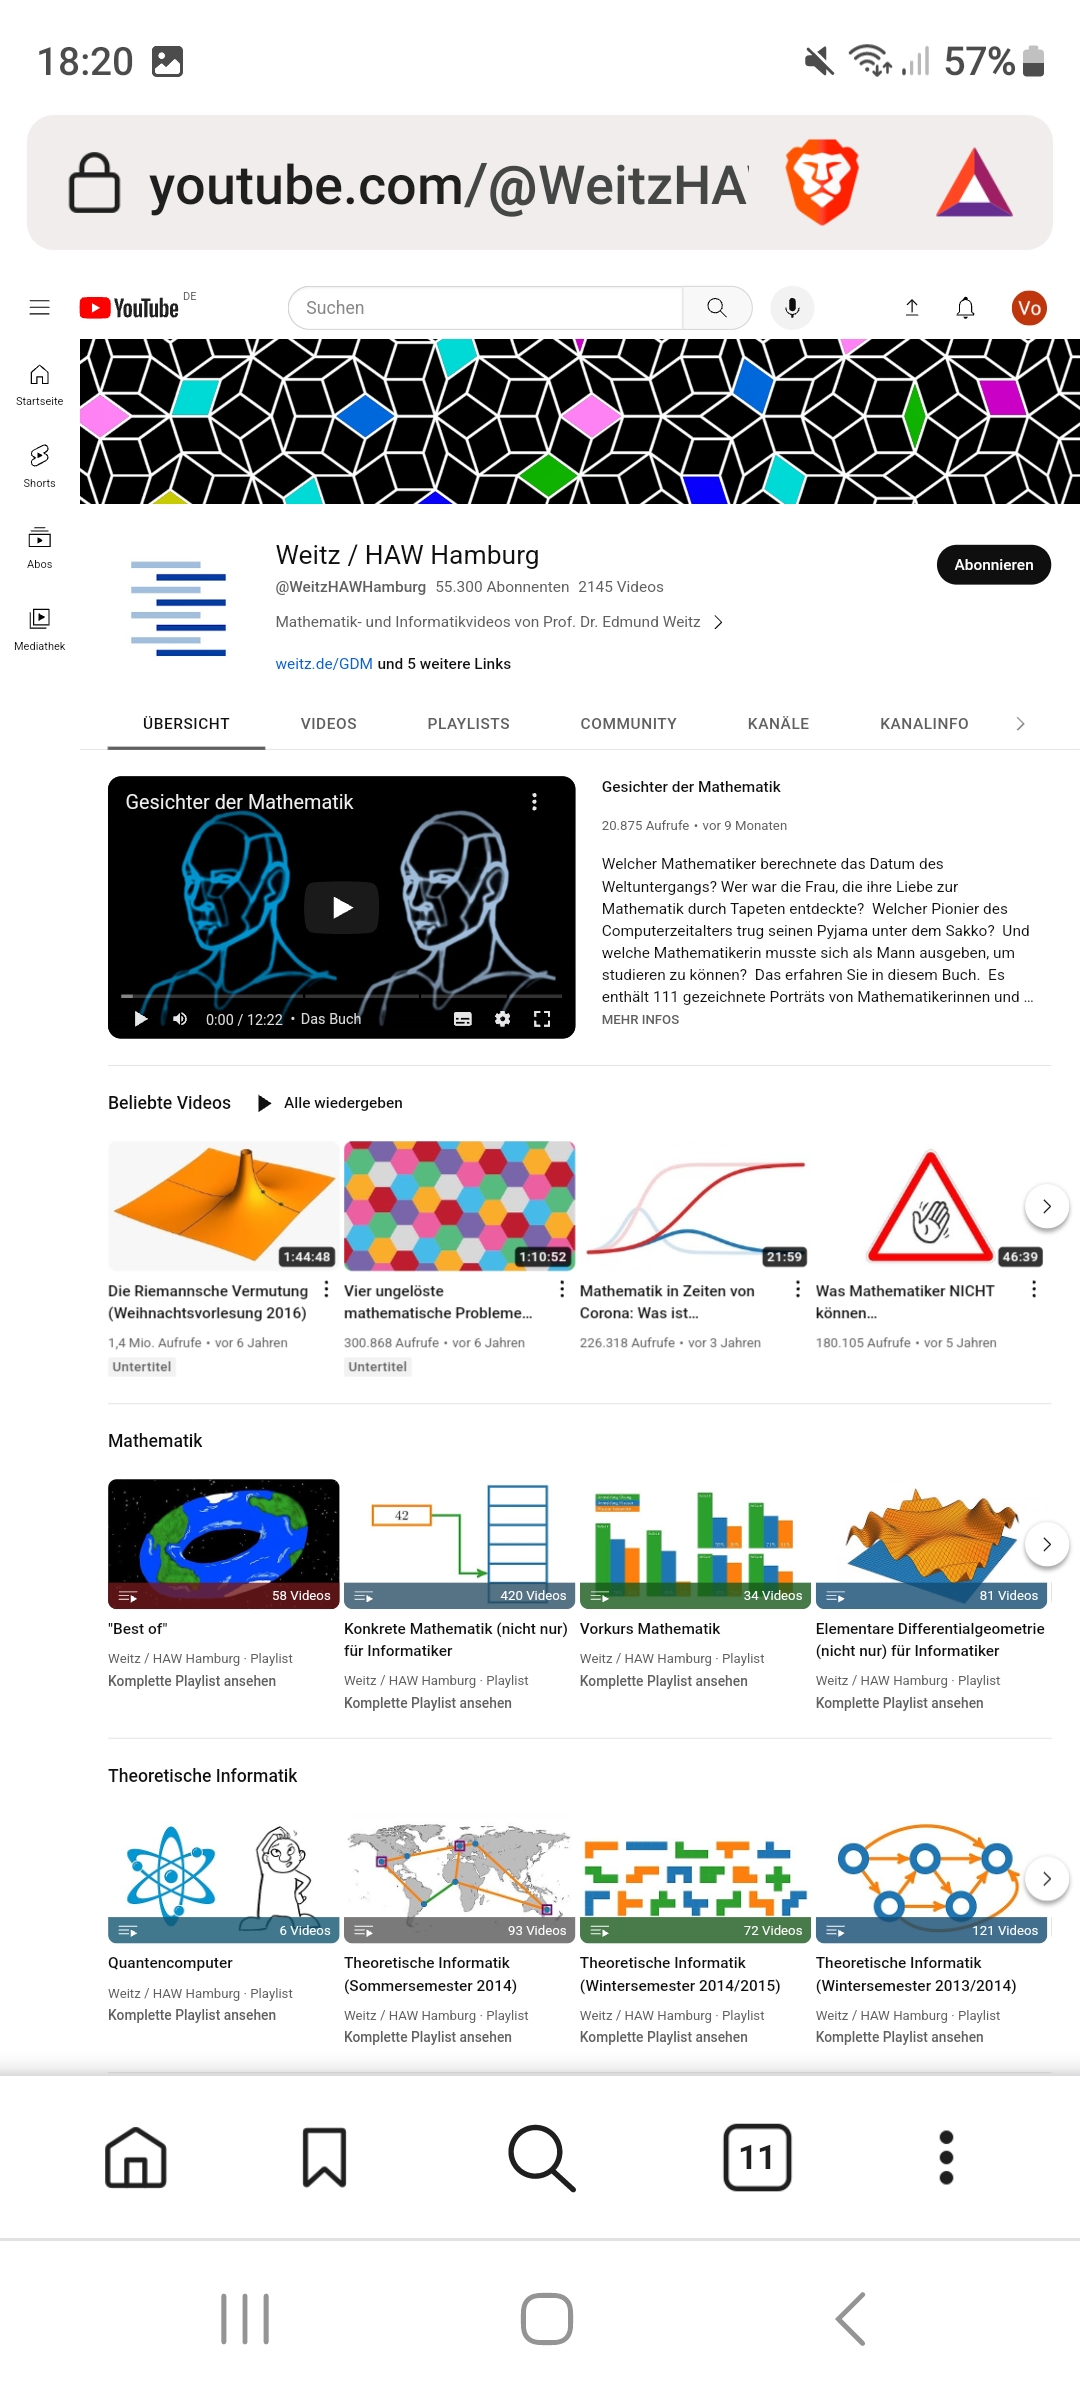 18:20
57%
youtube.com/@WeitzHA
YouTube DE
Suchen
Vo
Startseite
Shorts
Abos
Mediathek
Weitz / HAW Hamburg
@WeitzHAWHamburg 55.300 Abonnenten 2145 Videos
Abonnieren
Mathematik- und Informatikvideos von Prof. Dr. Edmund Weitz
weitz.de/GDM und 5 weitere Links
ÜBERSICHT VIDEOS PLAYLISTS COMMUNITY KANÄLE KANALINFO
Gesichter der Mathematik
0:00 / 12:22 • Das Buch
Gesichter der Mathematik
20.875 Aufrufe • vor 9 Monaten
Welcher Mathematiker berechnete das Datum des
Weltuntergangs? Wer war die Frau, die ihre Liebe zur
Mathematik durch Tapeten entdeckte? Welcher Pionier des
Computerzeitalters trug seinen Pyjama unter dem Sakko? Und
welche Mathematikerin musste sich als Mann ausgeben, um
studieren zu können? Das erfahren Sie in diesem Buch. Es
enthält 111 gezeichnete Porträts von Mathematikerinnen und ...
MEHR INFOS
Beliebte Videos Alle wiedergeben
1:44:48
Die Riemannsche Vermutung
(Weihnachtsvorlesung 2016)
1,4 Mio. Aufrufe • vor 6 Jahren
Untertitel
1:10:52
Vier ungelöste
mathematische Probleme...
300.868 Aufrufe • vor 6 Jahren
Untertitel
21:59
Mathematik in Zeiten von
Corona: Was ist...
226.318 Aufrufe • vor 3 Jahren
46:39
Was Mathematiker NICHT
können...
180.105 Aufrufe • vor 5 Jahren
Mathematik
58 Videos
"Best of"
Weitz / HAW Hamburg · Playlist
Komplette Playlist ansehen
42
420 Videos
Konkrete Mathematik (nicht nur)
für Informatiker
Weitz / HAW Hamburg · Playlist
Komplette Playlist ansehen
34 Videos
Vorkurs Mathematik
Weitz / HAW Hamburg · Playlist
Komplette Playlist ansehen
81 Videos
Elementare Differentialgeometrie
(nicht nur) für Informatiker
Weitz / HAW Hamburg · Playlist
Komplette Playlist ansehen
Theoretische Informatik
6 Videos
Quantencomputer
Weitz / HAW Hamburg · Playlist
Komplette Playlist ansehen
93 Videos
Theoretische Informatik
(Sommersemester 2014)
Weitz / HAW Hamburg · Playlist
Komplette Playlist ansehen
72 Videos
Theoretische Informatik
(Wintersemester 2014/2015)
Weitz / HAW Hamburg · Playlist
Komplette Playlist ansehen
121 Videos
Theoretische Informatik
(Wintersemester 2013/2014)
Weitz / HAW Hamburg · Playlist
Komplette Playlist ansehen
11